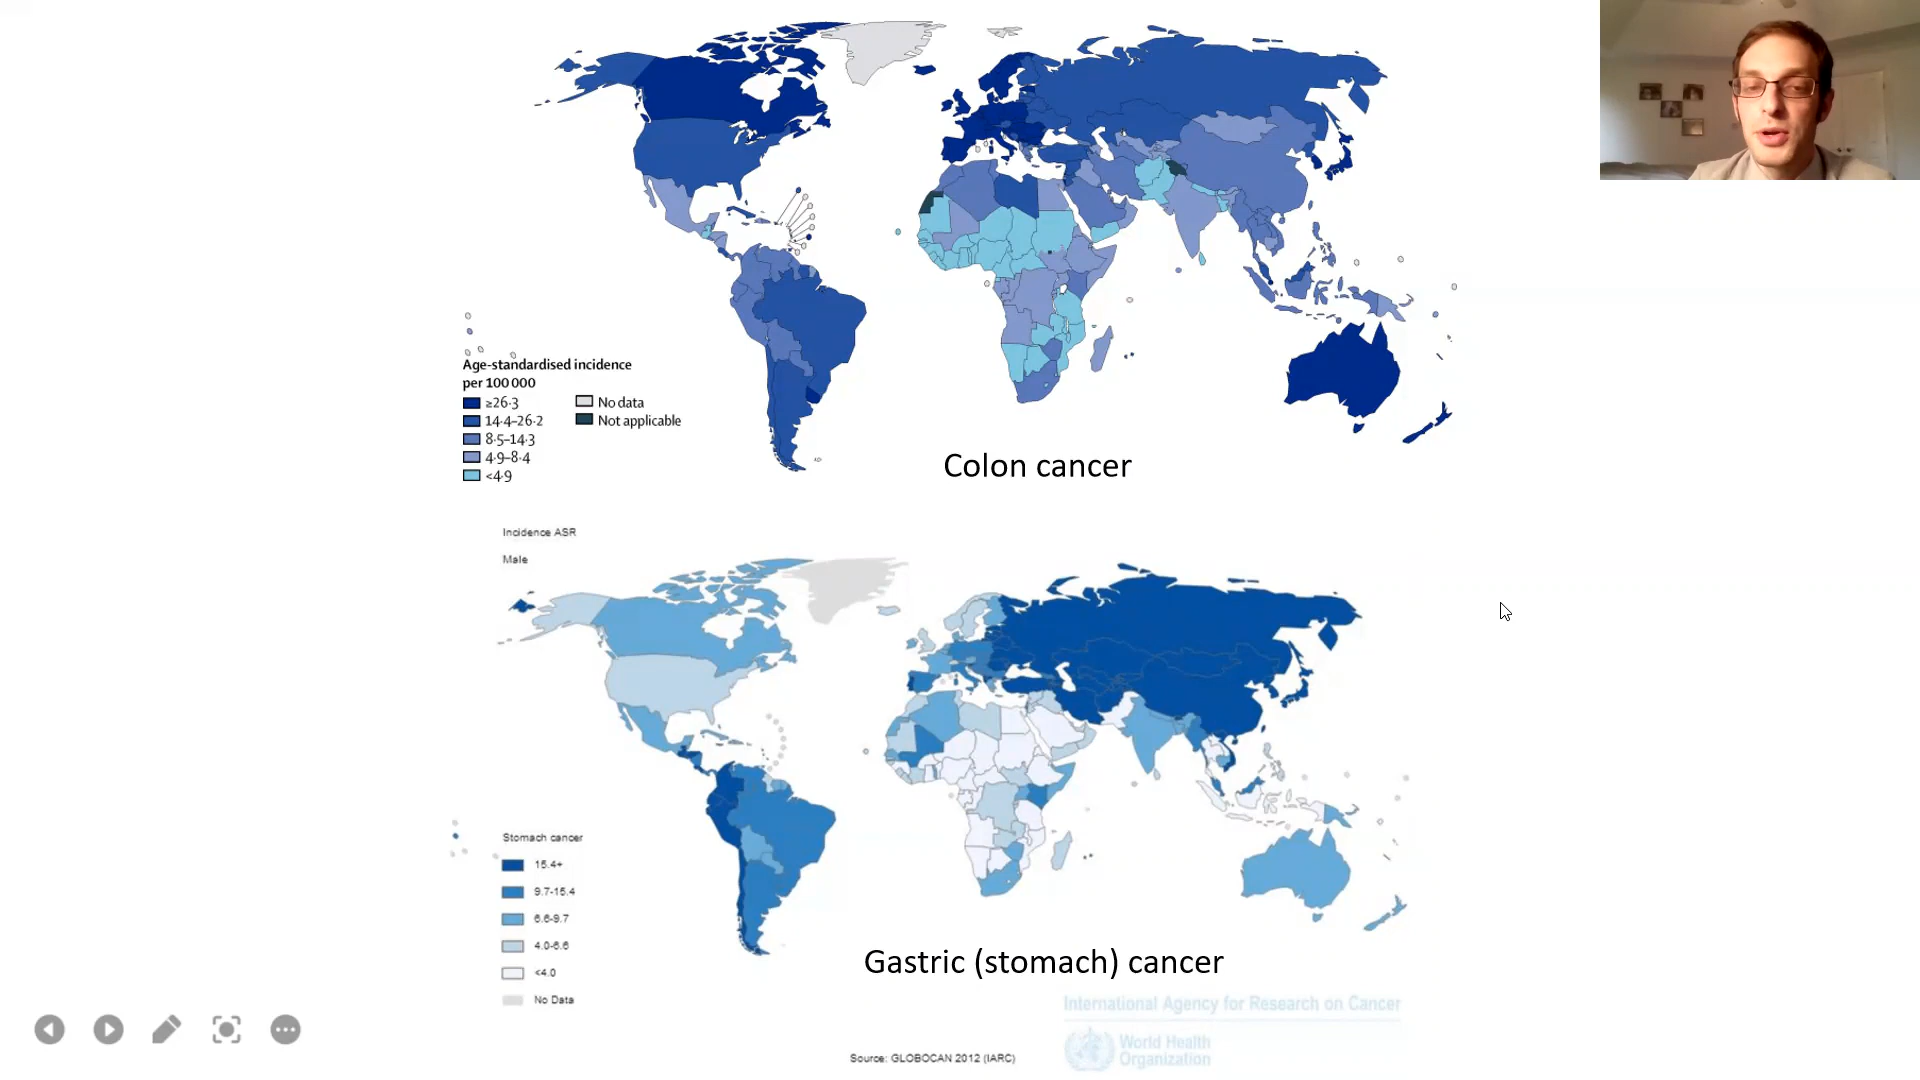 Age-standardised incidence
per 100 000
≥26·3
14·4–26·2
8·5–14·3
4·9–8·4
<4·9
No data
Not applicable
Colon cancer
Incidence ASR
Male
Stomach cancer
15.4+
9.7-15.4
6.6-9.7
4.0-6.6
<4.0
No Data
Gastric (stomach) cancer
International Agency for Research on Cancer
World Health
Organization
Source: GLOBOCAN 2012 (IARC)